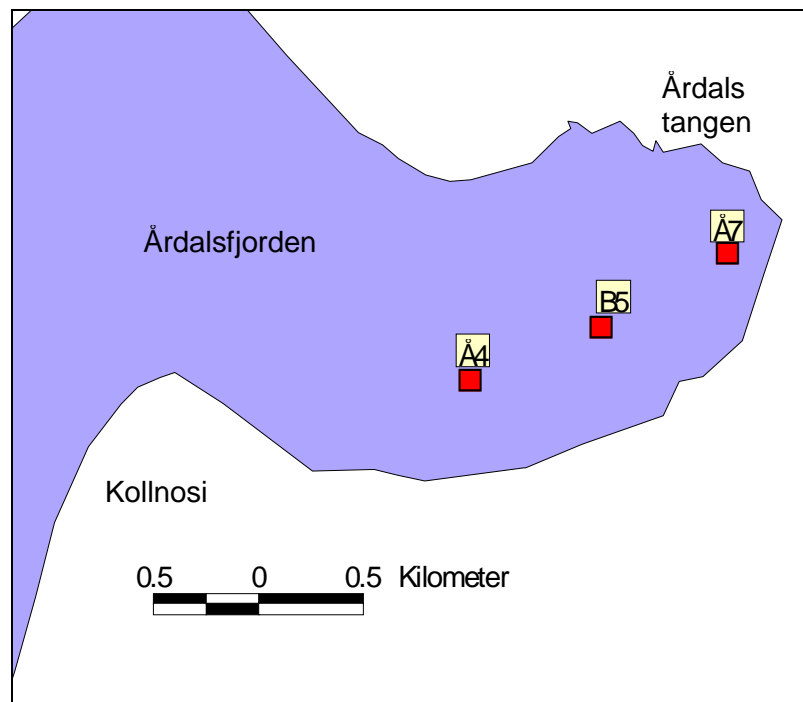 Årdals
tangen
Å7
Årdalsfjorden
B5
Å4
Kollnosi
0.5 0 0.5 Kilometer